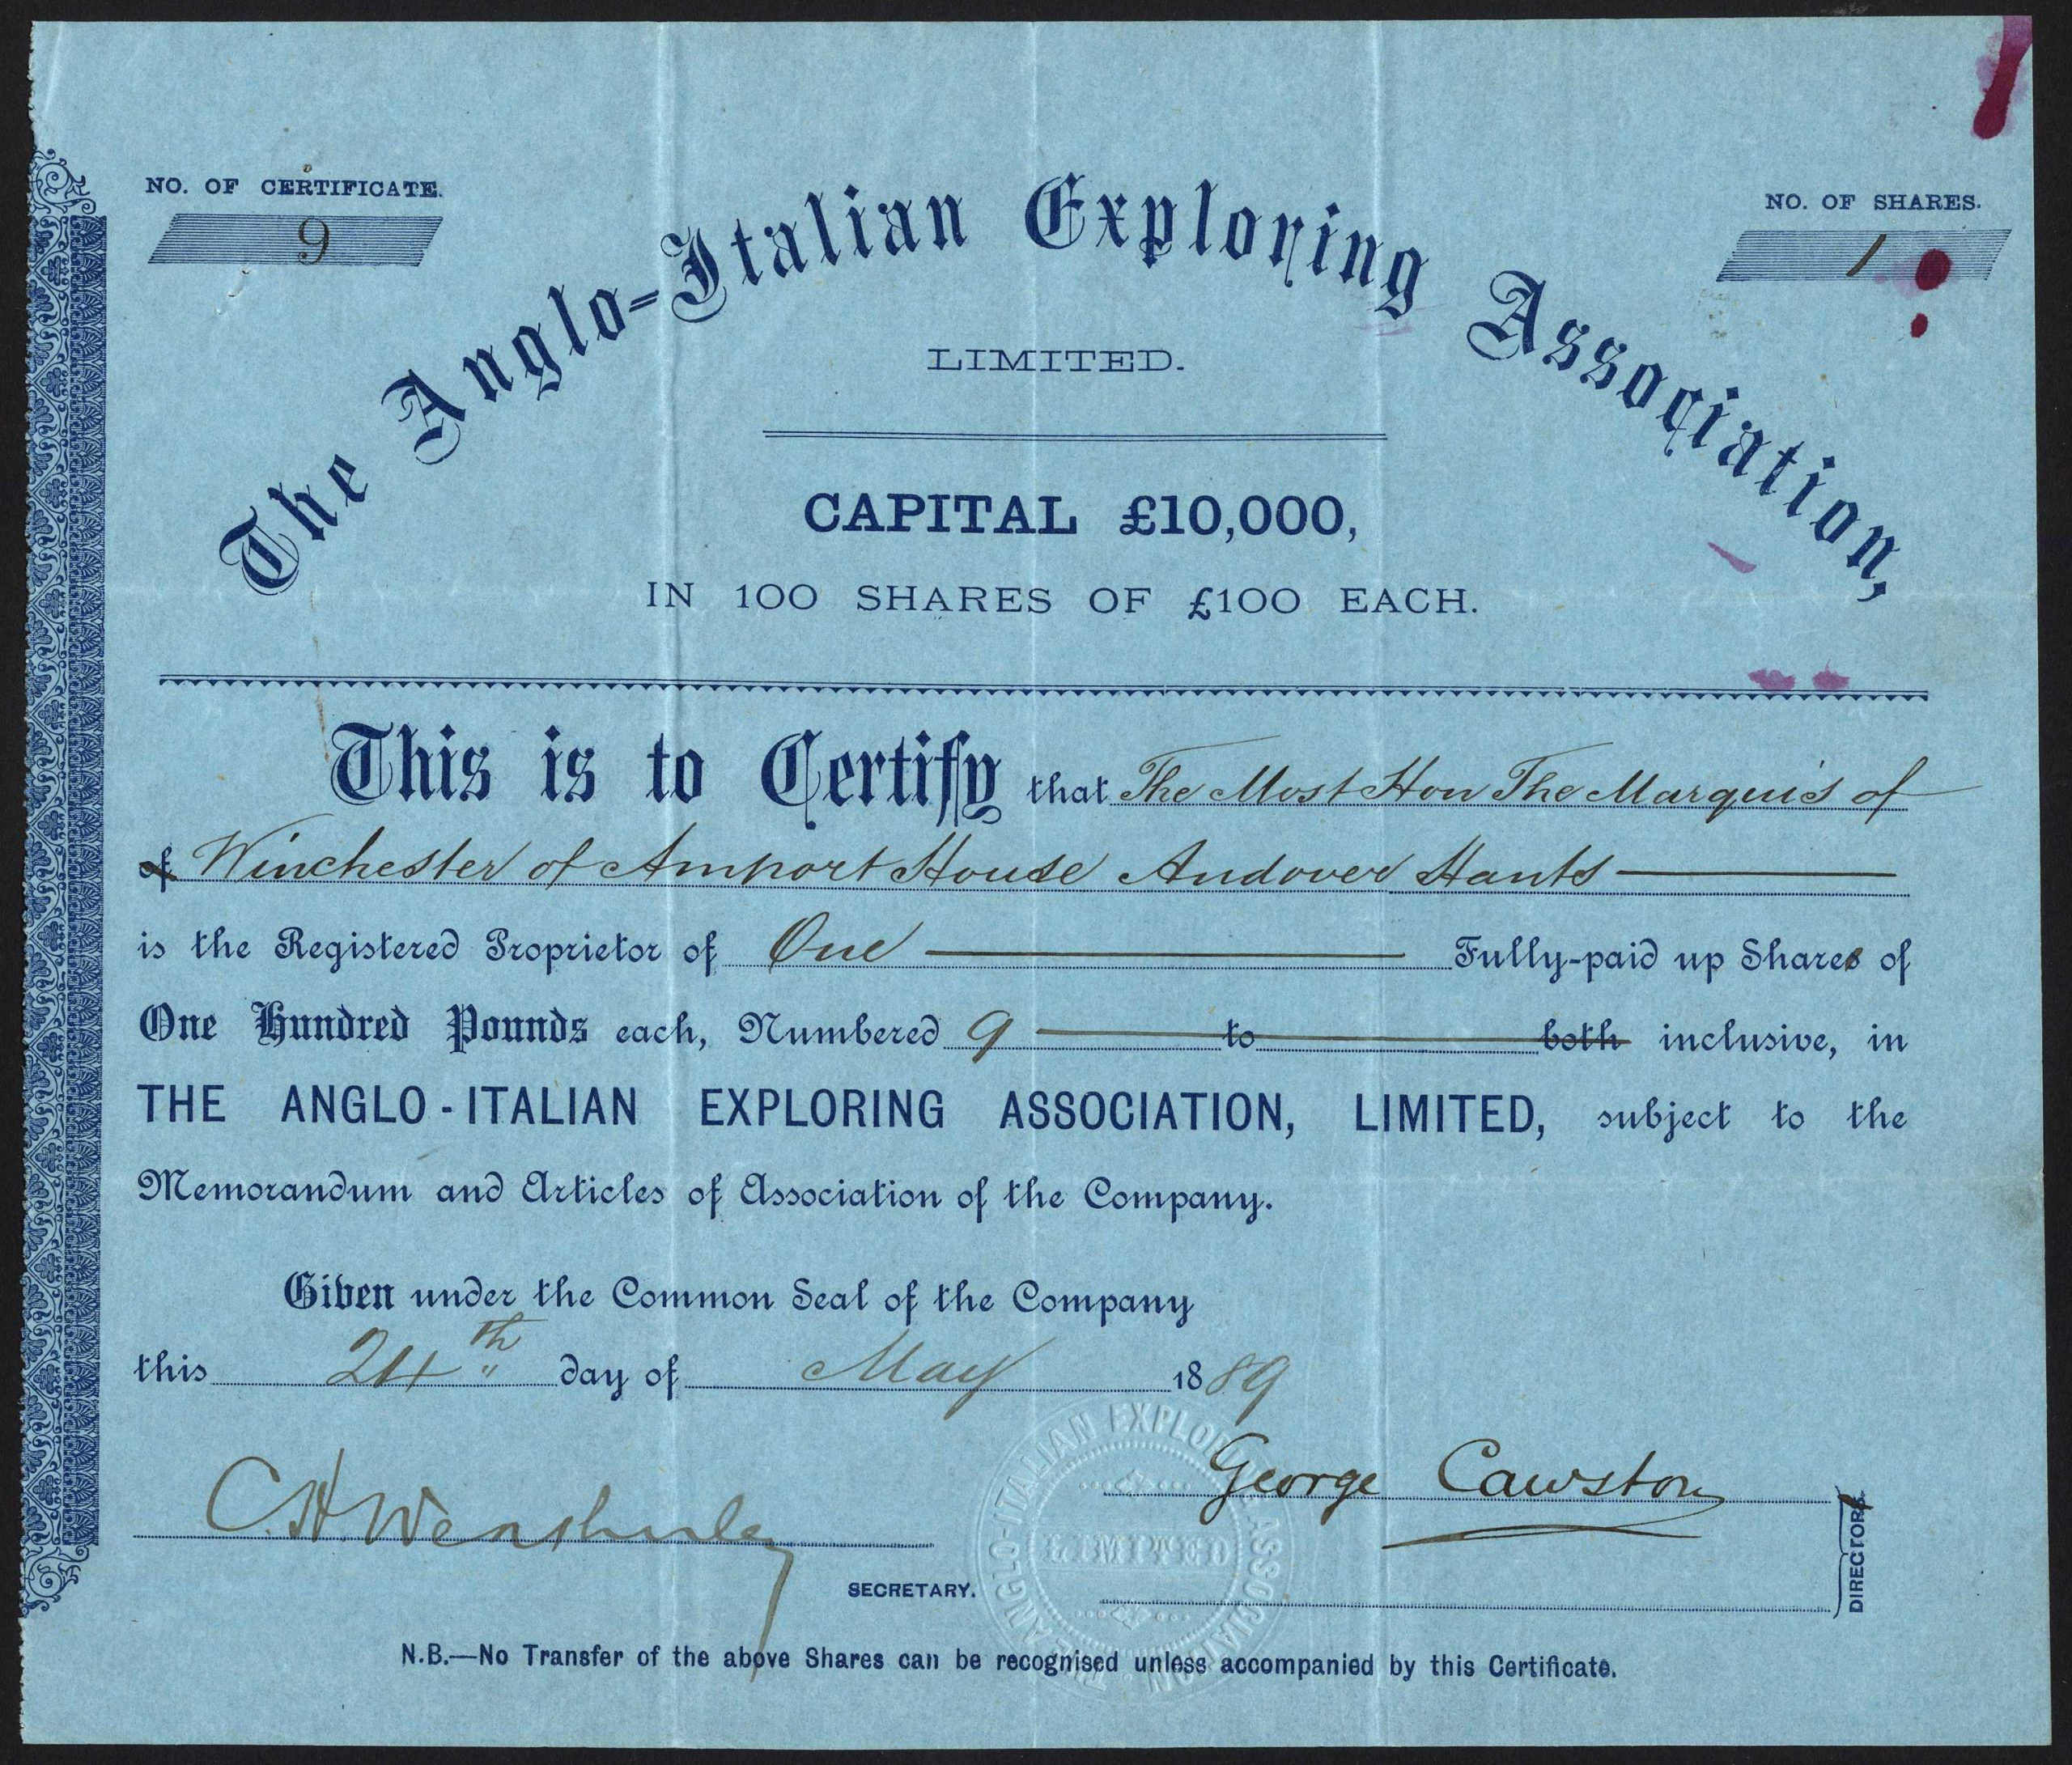 NO. OF CERTIFICATE.
9
NO. OF SHARES.
1
The Anglo-Italian Exploring Association,
LIMITED.
CAPITAL £10,000,
IN 100 SHARES OF £100 EACH.
This is to Certify that The Most Hon The Marquis of
of Winchester of Amport House Andover Hants
is the Registered Proprietor of One Fully-paid up Share of
One Hundred Pounds each, Numbered 9 to both inclusive, in
THE ANGLO-ITALIAN EXPLORING ASSOCIATION, LIMITED, subject to the
Memorandum and Articles of Association of the Company.
Given under the Common Seal of the Company
this 24th day of May 1889
George Cawston
C. H.
SECRETARY.
DIRECTOR
THE ANGLO-ITALIAN EXPLORING ASSOCIATION
LIMITED
N.B.—No Transfer of the above Shares can be recognised unless accompanied by this Certificate.